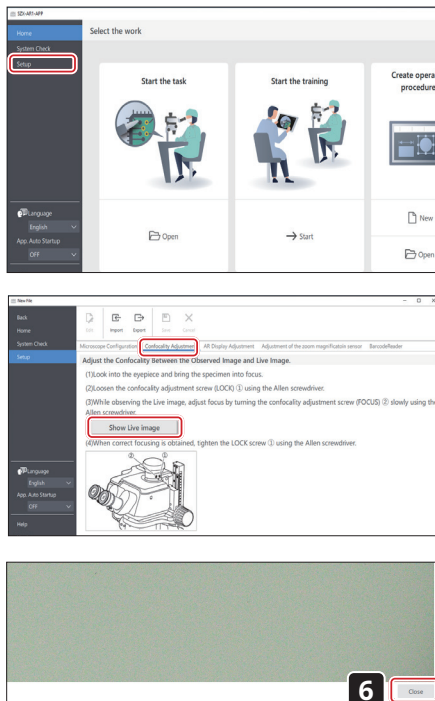 SZX-AR1-APP
Home
System Check
Setup
Language
English
App. Auto Startup
OFF
Select the work
Start the task
Open
Start the training
Start
Create opera
procedure
New
Open
New file
Back
Home
System Check
Setup
Language
English
App. Auto Startup
OFF
Help
Edit Import Export Save Cancel
Microscope Configuration Confocality Adjustment AR Display Adjustment Adjustment of the zoom magnificatoin sensor BarcodeReader
Adjust the Confocality Between the Observed Image and Live Image.
(1)Look into the eyepiece and bring the specimen into focus.
(2)Loosen the confocality adjustment screw (LOCK) ① using the Allen screwdriver.
(3)While observing the Live image, adjust focus by turning the confocality adjustment screw (FOCUS) ② slowly using the
Allen screwdriver.
Show Live image
(4)When correct focusing is obtained, tighten the LOCK screw ① using the Allen screwdriver.
② ①
6
Close